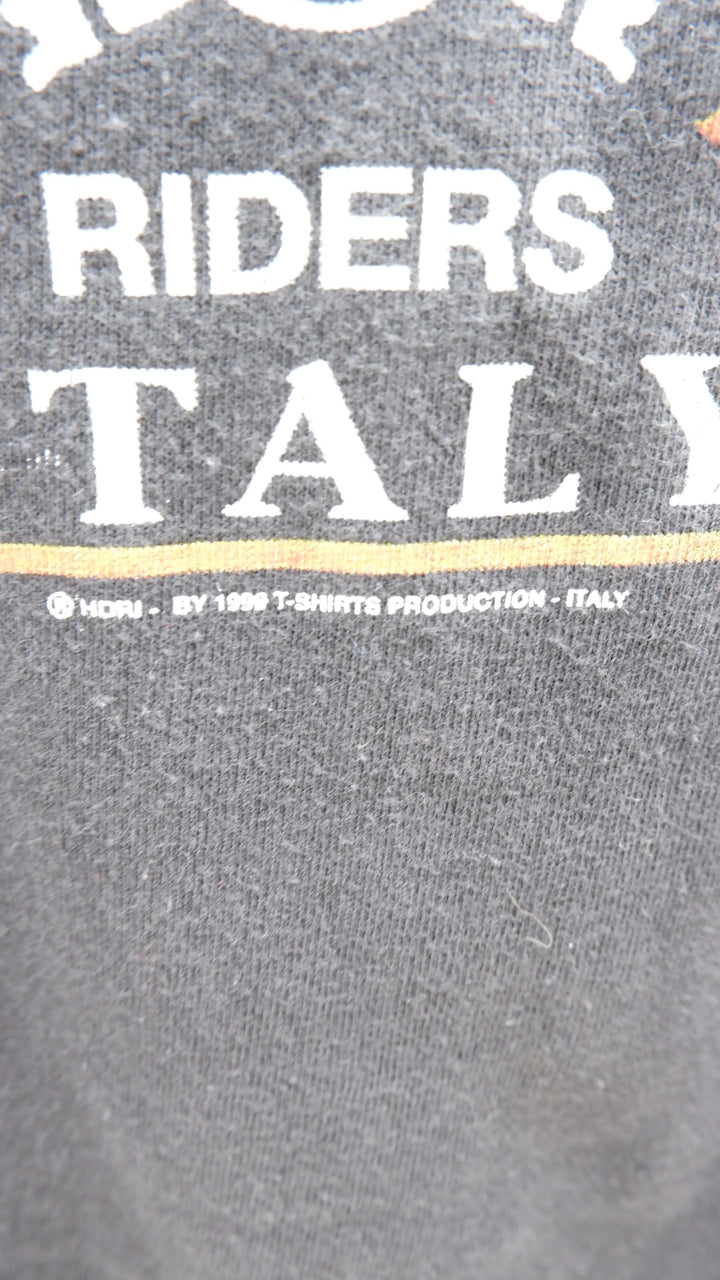 RIDERS
TALY
® HDRI - BY 1999 T-SHIRTS PRODUCTION - ITALY